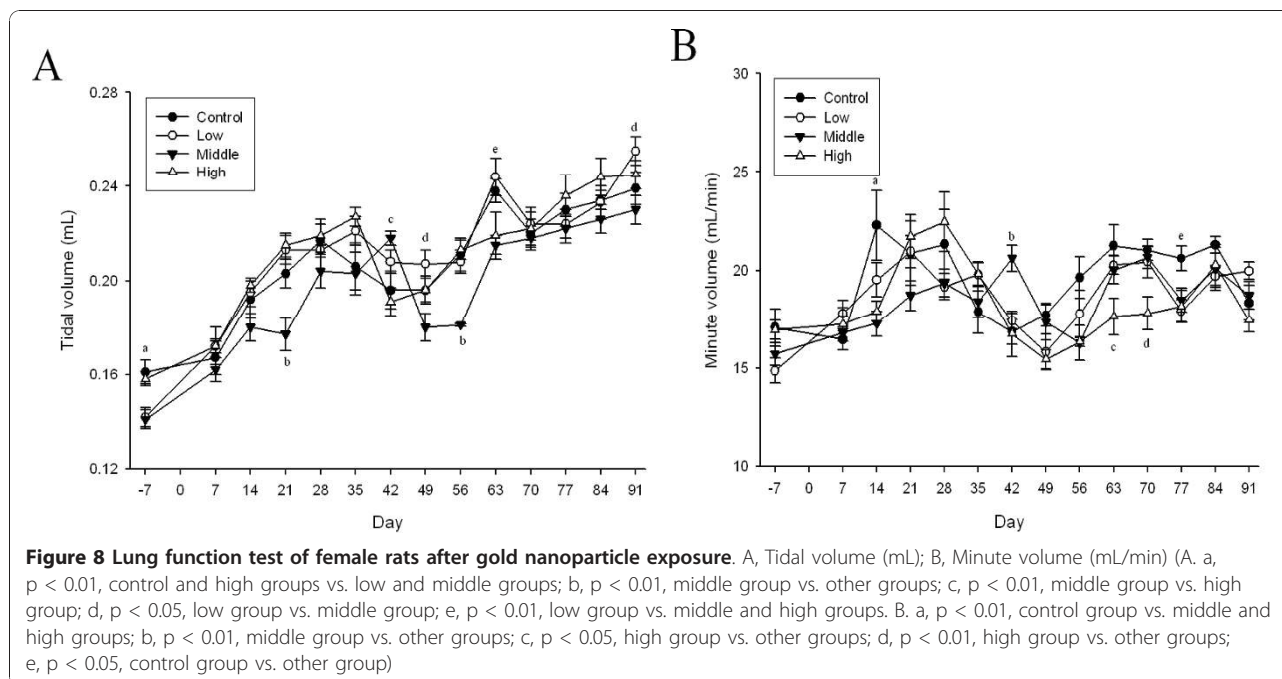 A
B
0.28
0.24
0.20
0.16
0.12
Tidal volume (mL)
Control
Low
Middle
High
a
b
c
d
b
e
d
-7 0 7 14 21 28 35 42 49 56 63 70 77 84 91
Day
30
25
20
15
10
Minute volume (mL/min)
Control
Low
Middle
High
a
b
c
d
e
-7 0 7 14 21 28 35 42 49 56 63 70 77 84 91
Day
Figure 8 Lung function test of female rats after gold nanoparticle exposure. A, Tidal volume (mL); B, Minute volume (mL/min) (A. a,
p < 0.01, control and high groups vs. low and middle groups; b, p < 0.01, middle group vs. other groups; c, p < 0.01, middle group vs. high
group; d, p < 0.05, low group vs. middle group; e, p < 0.01, low group vs. middle and high groups. B. a, p < 0.01, control group vs. middle and
high groups; b, p < 0.01, middle group vs. other groups; c, p < 0.05, high group vs. other groups; d, p < 0.01, high group vs. other groups;
e, p < 0.05, control group vs. other group)